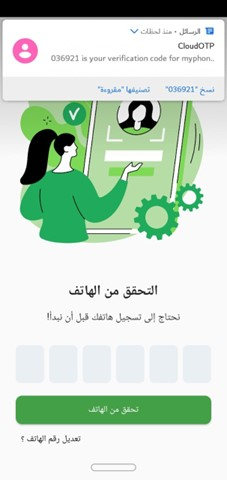 الرسائل • منذ لحظات
CloudOTP
036921 is your verification code for myphon..
نسخ "036921" تصنيفها "مقروءة"
التحقق من الهاتف
نحتاج إلى تسجيل هاتفك قبل أن نبدأ!
تحقق من الهاتف
تعديل رقم الهاتف ؟